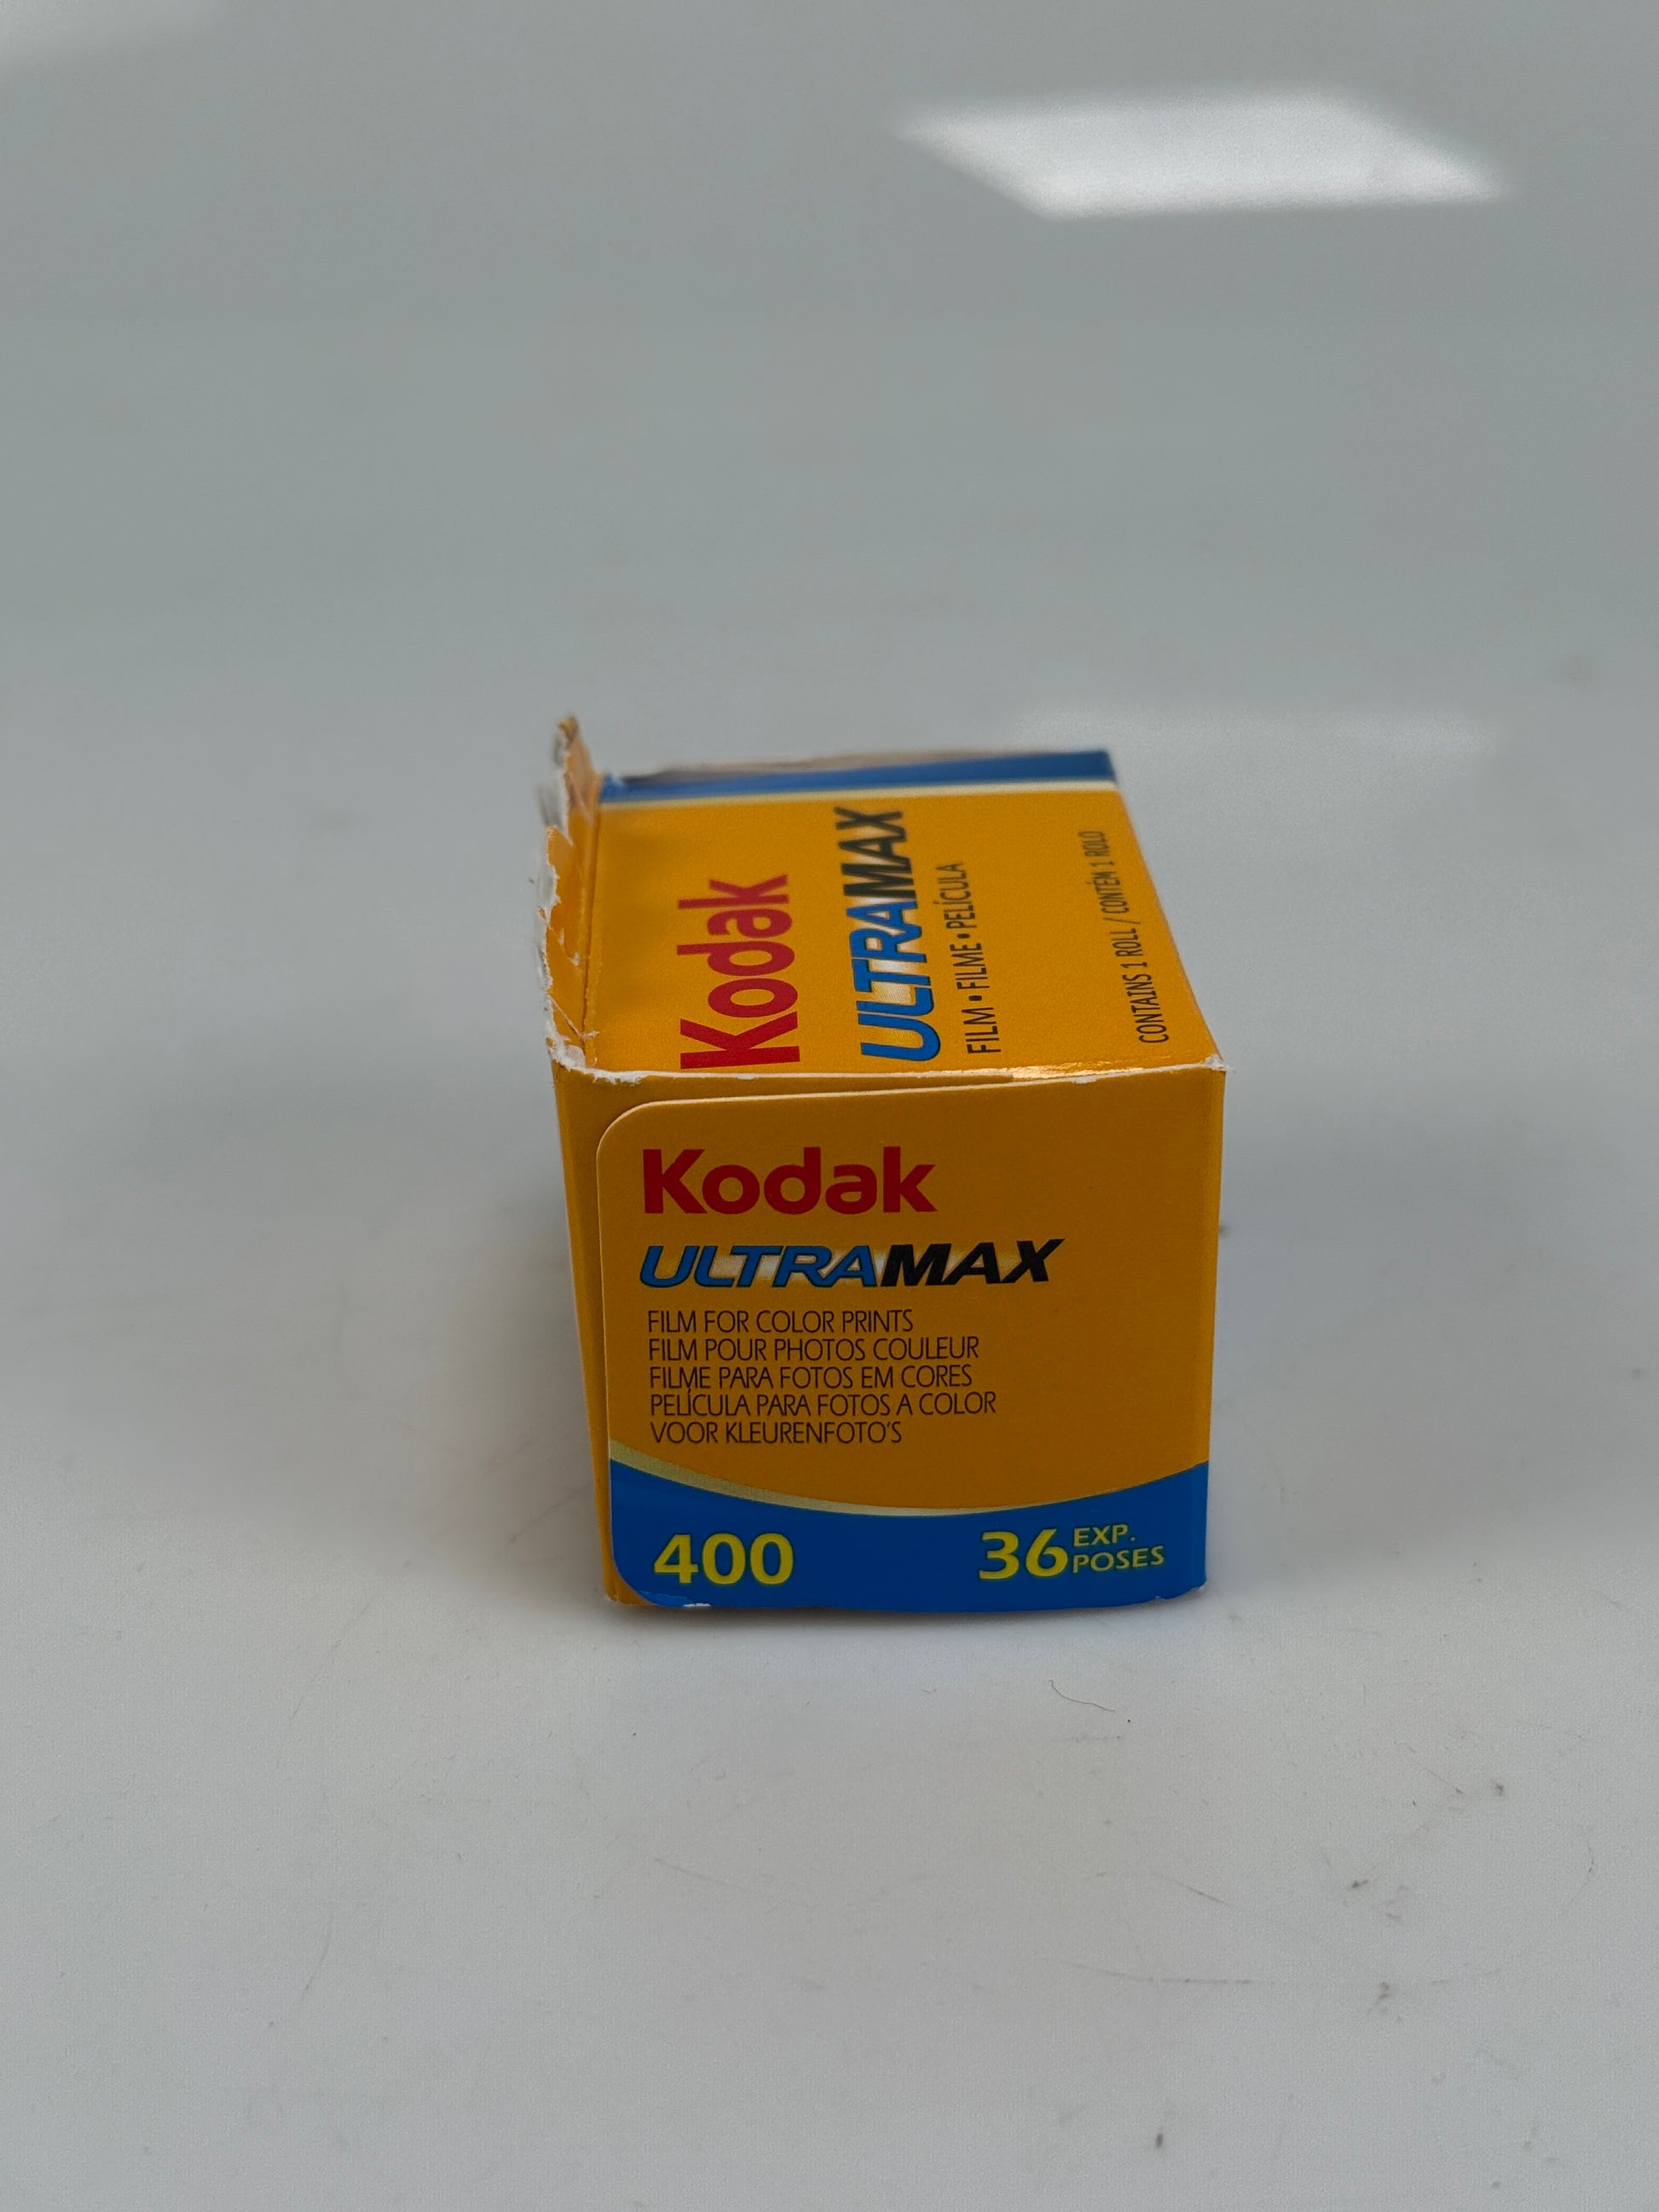 Kodak
ULTRAMAX
FILM • FILME • PELÍCULA
CONTAINS 1 ROLL / CONTÉM 1 ROLO
Kodak
ULTRAMAX
FILM FOR COLOR PRINTS
FILM POUR PHOTOS COULEUR
FILME PARA FOTOS EM CORES
PELÍCULA PARA FOTOS A COLOR
VOOR KLEURENFOTO'S
400
36 EXP.
POSES